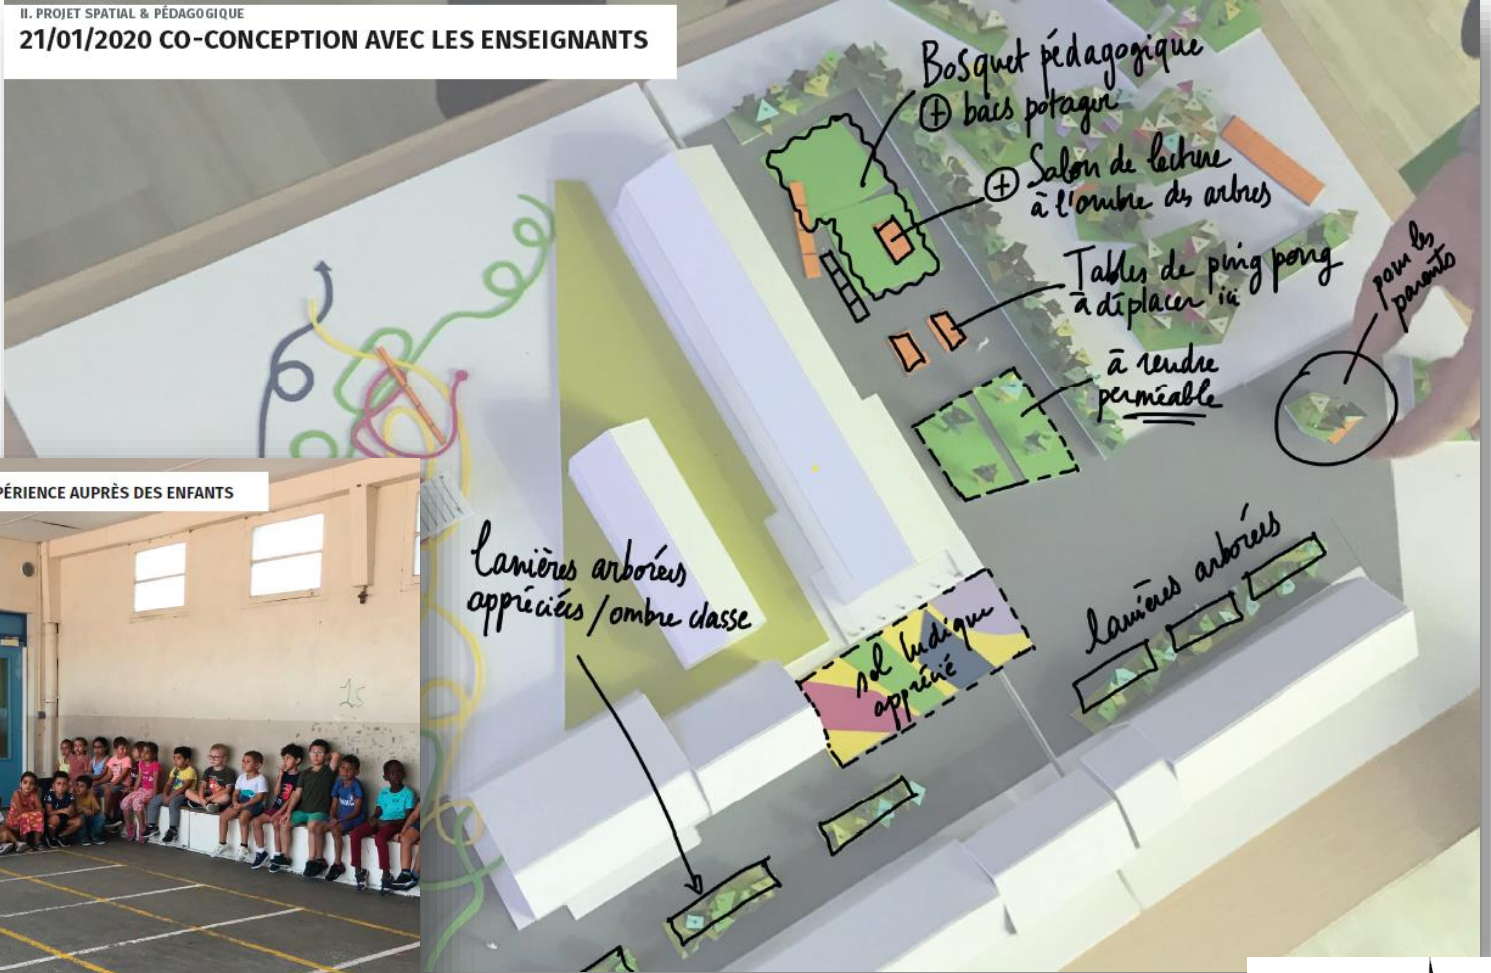 II. PROJET SPATIAL & PÉDAGOGIQUE
21/01/2020 CO-CONCEPTION AVEC LES ENSEIGNANTS
Bosquet pédagogique
+ bacs potager
+ Salon de lecture
à l'ombre des arbres
Tables de ping pong
à déplacer ici
pour les
parents
à rendre
perméable
PÉRIENCE AUPRÈS DES ENFANTS
lanières arborées
appréciées / ombre classe
lanières arborées
sol ludique
apprécié